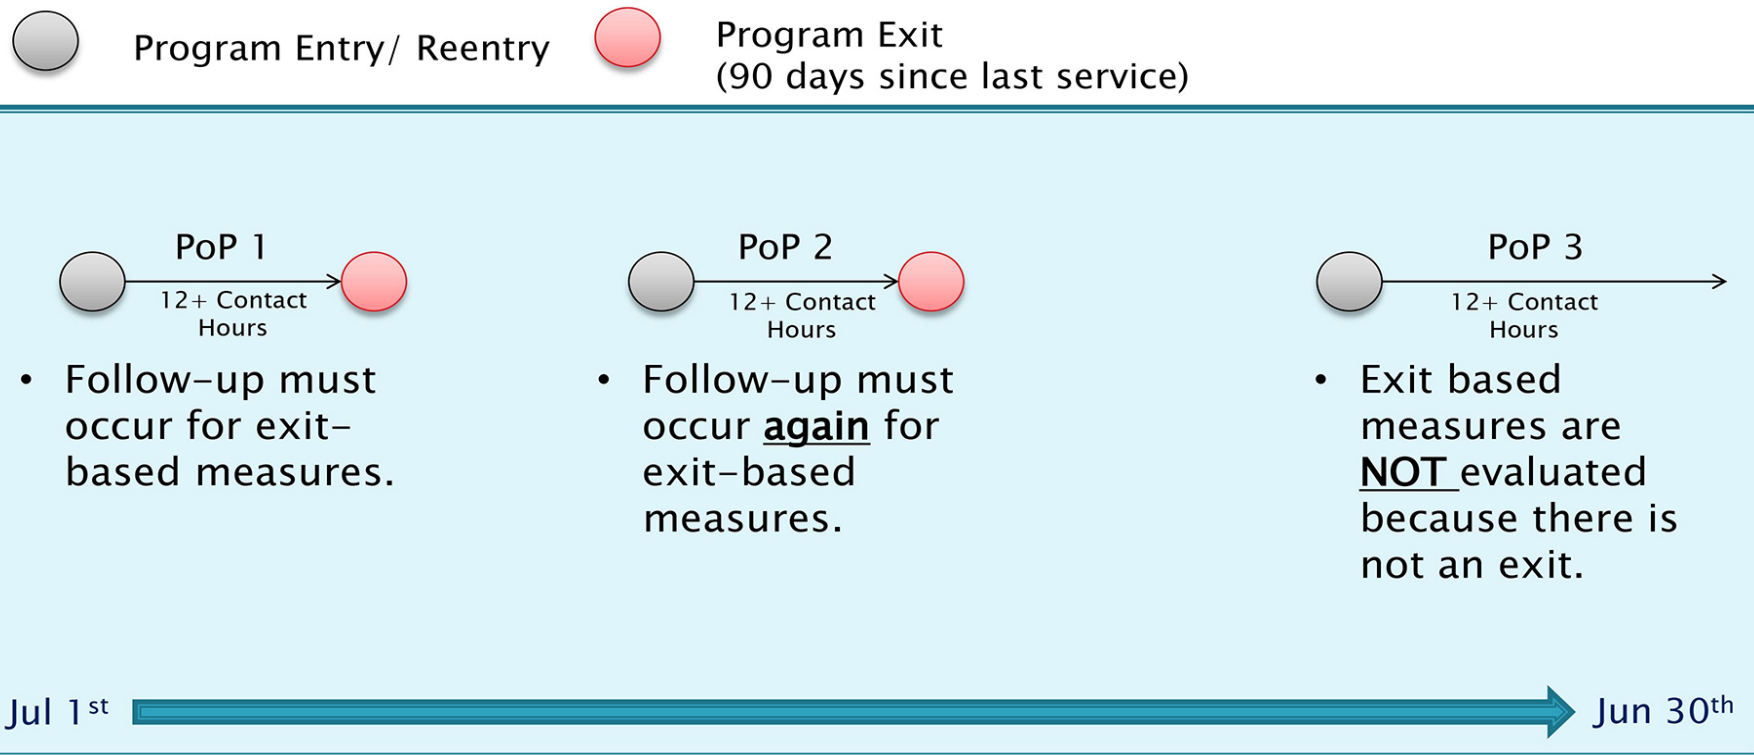 Program Entry/ Reentry
Program Exit
(90 days since last service)
PoP 1
12+ Contact
Hours
• Follow-up must
occur for exit-
based measures.
PoP 2
12+ Contact
Hours
• Follow-up must
occur again for
exit-based
measures.
PoP 3
12+ Contact
Hours
• Exit based
measures are
NOT evaluated
because there is
not an exit.
Jul 1st
Jun 30th